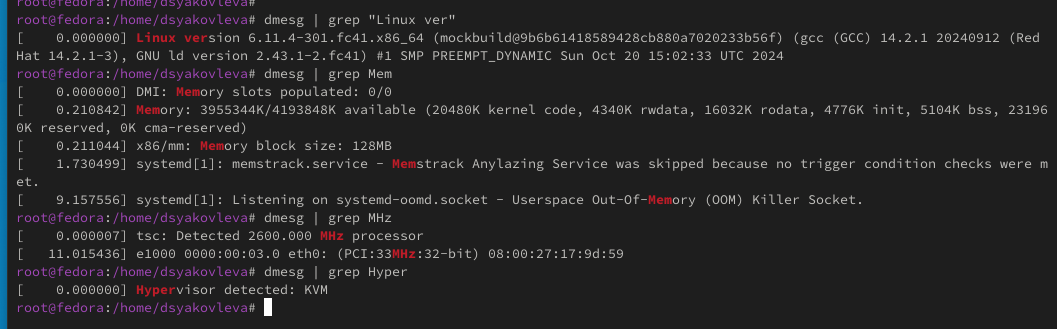 root@fedora:/home/dsyakovleva#
root@fedora:/home/dsyakovleva# dmesg | grep "Linux ver"
[    0.000000] Linux version 6.11.4-301.fc41.x86_64 (mockbuild@9b6b61418589428cb880a7020233b56f) (gcc (GCC) 14.2.1 20240912 (Red
Hat 14.2.1-3), GNU ld version 2.43.1-2.fc41) #1 SMP PREEMPT_DYNAMIC Sun Oct 20 15:02:33 UTC 2024
root@fedora:/home/dsyakovleva# dmesg | grep Mem
[    0.000000] DMI: Memory slots populated: 0/0
[    0.210842] Memory: 3955344K/4193848K available (20480K kernel code, 4340K rwdata, 16032K rodata, 4776K init, 5104K bss, 23196
0K reserved, 0K cma-reserved)
[    0.211044] x86/mm: Memory block size: 128MB
[    1.730499] systemd[1]: memstrack.service - Memstrack Anylazing Service was skipped because no trigger condition checks were m
et.
[    9.157556] systemd[1]: Listening on systemd-oomd.socket - Userspace Out-Of-Memory (OOM) Killer Socket.
root@fedora:/home/dsyakovleva# dmesg | grep MHz
[    0.000007] tsc: Detected 2600.000 MHz processor
[   11.015436] e1000 0000:00:03.0 eth0: (PCI:33MHz:32-bit) 08:00:27:17:9d:59
root@fedora:/home/dsyakovleva# dmesg | grep Hyper
[    0.000000] Hypervisor detected: KVM
root@fedora:/home/dsyakovleva#